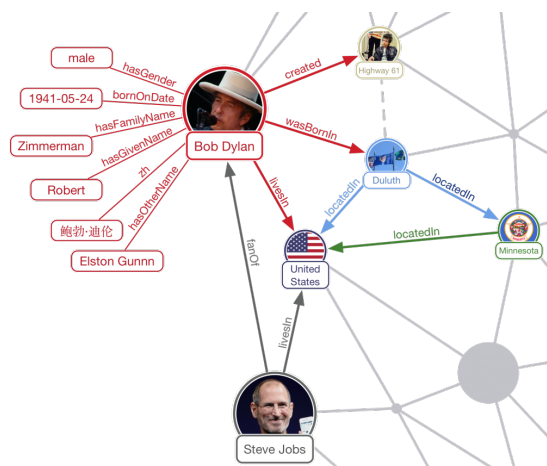 male
hasGender
1941-05-24
bornOnDate
hasFamilyName
Zimmerman
hasGivenName
Robert
zh
鲍勃·迪伦
hasOtherName
Elston Gunnn
Bob Dylan
created
Highway 61
wasBornIn
Duluth
livesIn
locatedIn
locatedIn
Minnesota
locatedIn
United
States
fanOf
livesIn
Steve Jobs